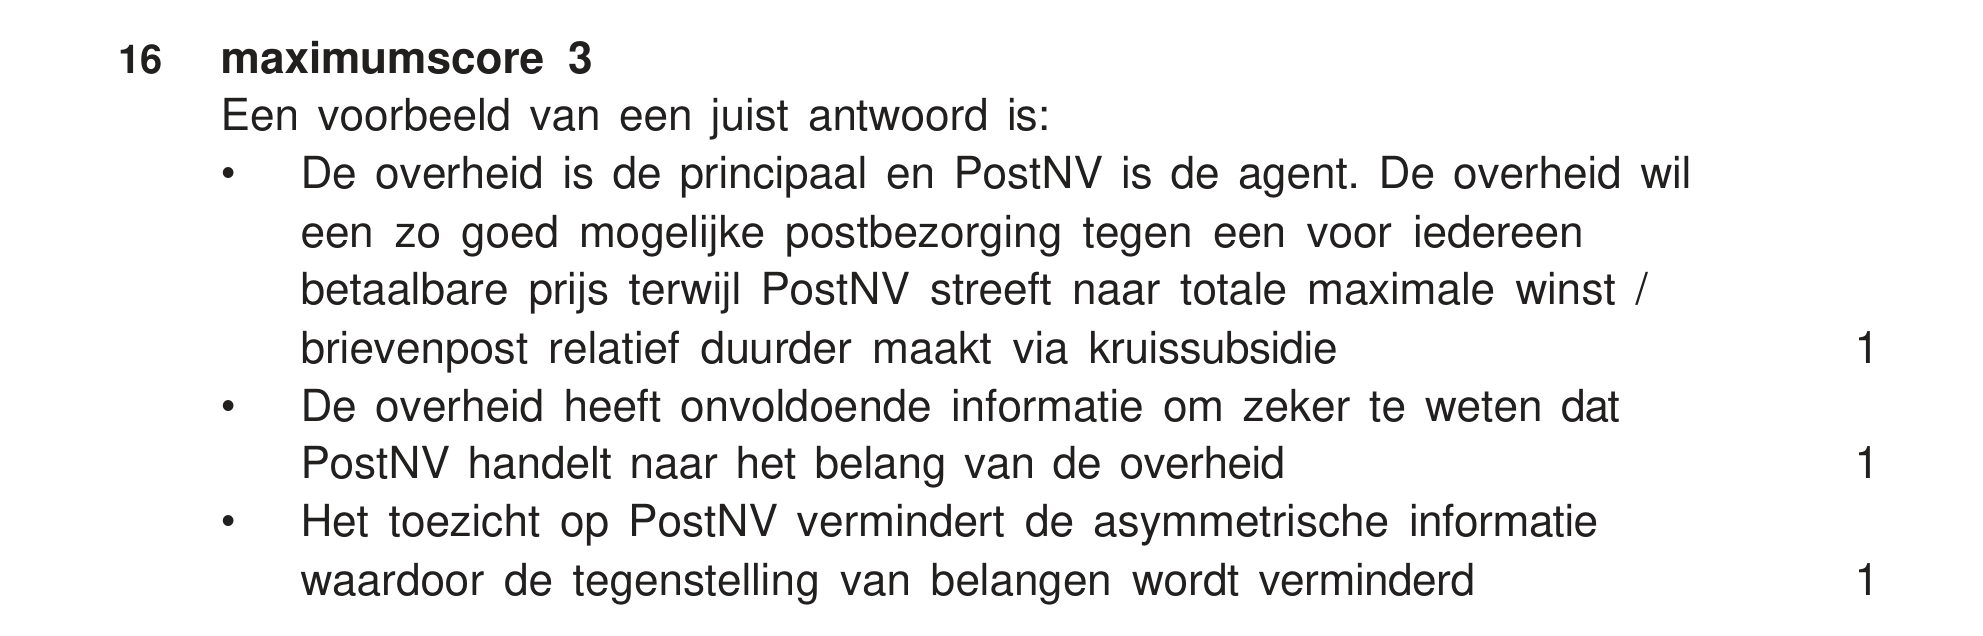 16 maximumscore 3
Een voorbeeld van een juist antwoord is:
• De overheid is de principaal en PostNV is de agent. De overheid wil
een zo goed mogelijke postbezorging tegen een voor iedereen
betaalbare prijs terwijl PostNV streeft naar totale maximale winst /
brievenpost relatief duurder maakt via kruissubsidie 1
• De overheid heeft onvoldoende informatie om zeker te weten dat
PostNV handelt naar het belang van de overheid 1
• Het toezicht op PostNV vermindert de asymmetrische informatie
waardoor de tegenstelling van belangen wordt verminderd 1